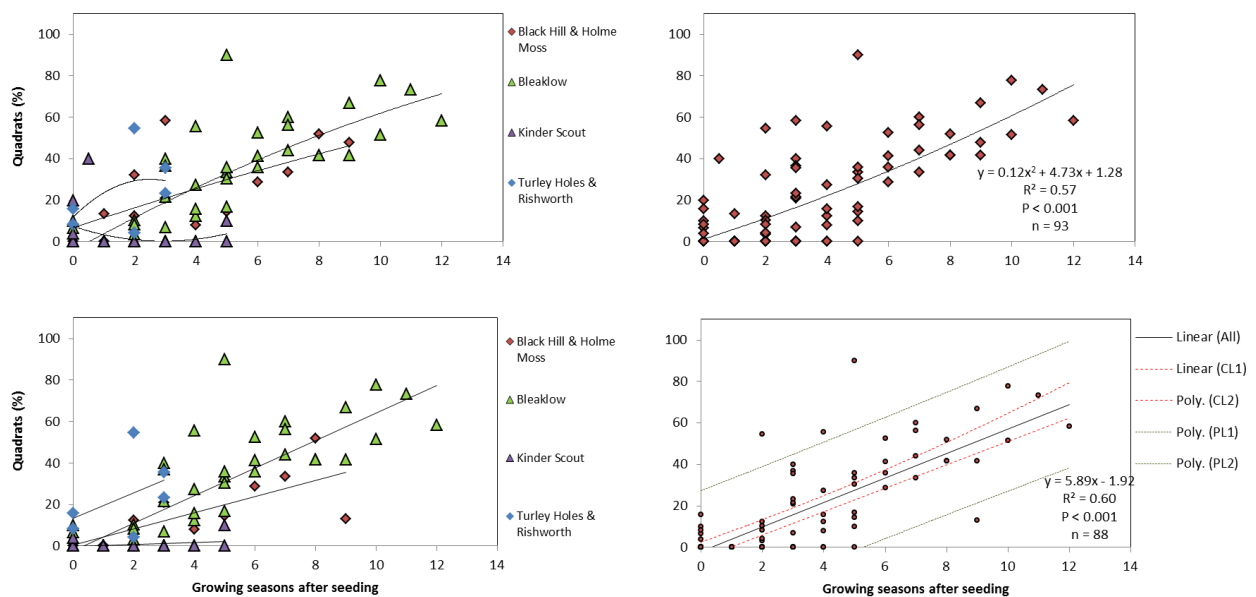 100
80
60
40
20
0
Quadrats (%)
0 2 4 6 8 10 12 14
Black Hill & Holme
Moss
Bleaklow
Kinder Scout
Turley Holes &
Rishworth
100
80
60
40
20
0
0 2 4 6 8 10 12 14
y = 0.12x² + 4.73x + 1.28
R² = 0.57
P < 0.001
n = 93
100
80
60
40
20
0
Quadrats (%)
0 2 4 6 8 10 12 14
Growing seasons after seeding
Black Hill & Holme
Moss
Bleaklow
Kinder Scout
Turley Holes &
Rishworth
100
80
60
40
20
0
0 2 4 6 8 10 12 14
Growing seasons after seeding
y = 5.89x - 1.92
R² = 0.60
P < 0.001
n = 88
Linear (All)
Linear (CL1)
Poly. (CL2)
Poly. (PL1)
Poly. (PL2)